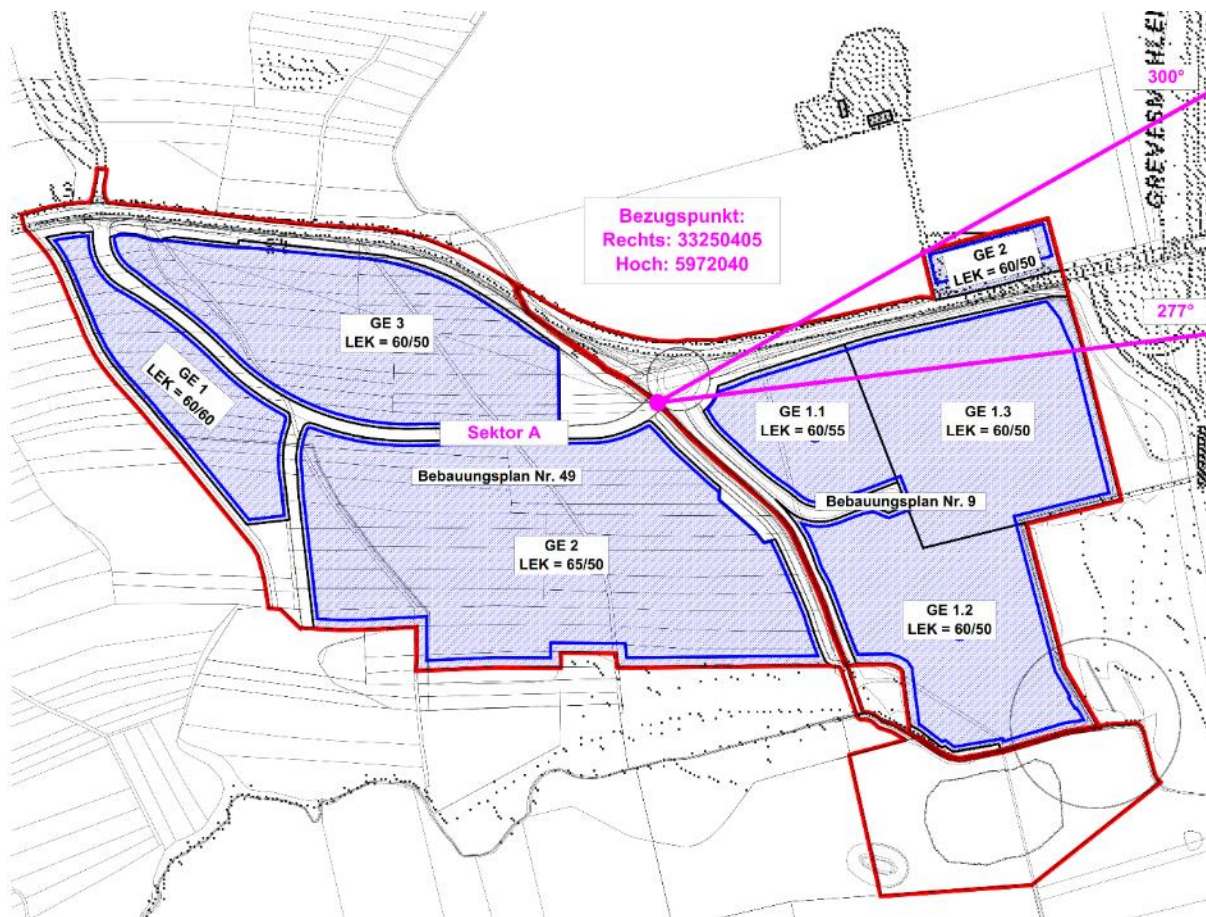 300°
Bezugspunkt:
Rechts: 33250405
Hoch: 5972040
GE 2
LEK = 60/50
277°
GE 3
LEK = 60/50
GE 1
LEK = 60/60
Sektor A
GE 1.1
LEK = 60/55
GE 1.3
LEK = 60/50
Bebauungsplan Nr. 49
Bebauungsplan Nr. 9
GE 2
LEK = 65/50
GE 1.2
LEK = 60/50